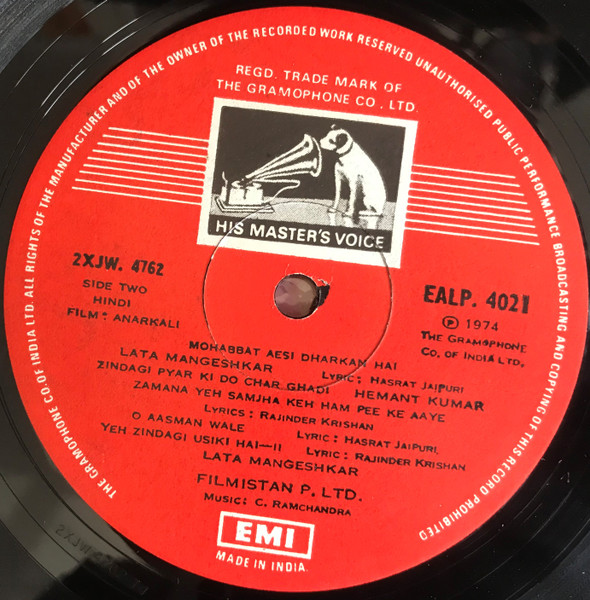 THE GRAMOPHONE CO. OF INDIA LTD. ALL RIGHTS OF THE MANUFACTURER AND OF THE OWNER OF THE RECORDED WORK RESERVED UNAUTHORISED PUBLIC PERFORMANCE BROADCASTING AND COPYING OF THIS RECORD PROHIBITED
REGD. TRADE MARK OF
THE GRAMOPHONE CO. LTD.
HIS MASTER'S VOICE
2XJW. 4762
SIDE TWO
HINDI
FILM: ANARKALI
EALP. 4021
Ⓟ 1974
THE GRAMOPHONE
CO. OF INDIA LTD.
MOHABBAT AESI DHARKAN HAI
LATA MANGESHKAR LYRIC: HASRAT JAIPURI
ZINDAGI PYAR KI DO CHAR GHADI HEMANT KUMAR
ZAMANA YEH SAMJHA KEH HAM PEE KE AAYE
LYRICS: RAJINDER KRISHAN
O AASMAN WALE LYRIC: HASRAT JAIPURI.
YEH ZINDAGI USIKI HAI—II LYRIC: RAJINDER KRISHAN
LATA MANGESHKAR
FILMISTAN P. LTD.
MUSIC: C. RAMCHANDRA
EMI
MADE IN INDIA.